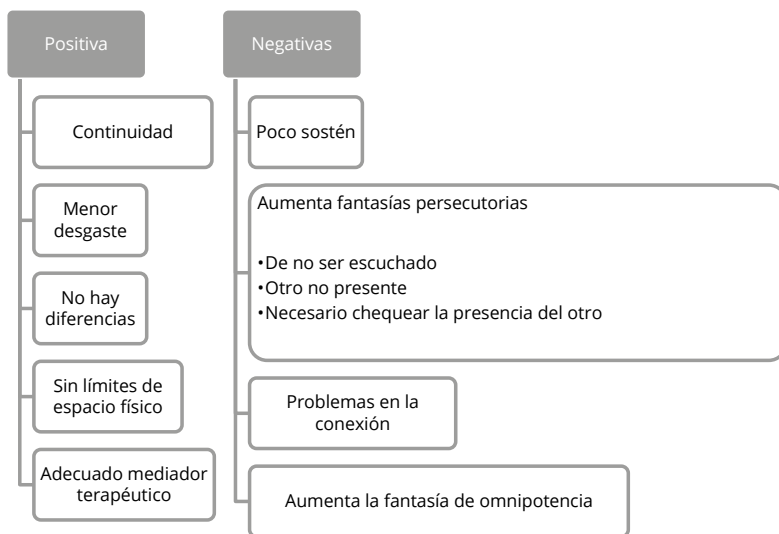 Positiva
Continuidad
Menor
desgaste
No hay
diferencias
Sin límites de
espacio físico
Adecuado mediador
terapéutico
Negativas
Poco sostén
Aumenta fantasías persecutorias
•De no ser escuchado
•Otro no presente
•Necesario chequear la presencia del otro
Problemas en la
conexión
Aumenta la fantasía de omnipotencia